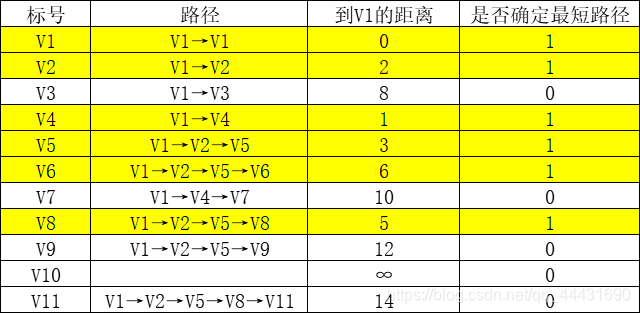 标号 路径 到V1的距离 是否确定最短路径
V1 V1→V1 0 1
V2 V1→V2 2 1
V3 V1→V3 8 0
V4 V1→V4 1 1
V5 V1→V2→V5 3 1
V6 V1→V2→V5→V6 6 1
V7 V1→V4→V7 10 0
V8 V1→V2→V5→V8 5 1
V9 V1→V2→V5→V9 12 0
V10 ∞ 0
V11 V1→V2→V5→V8→V11 14 0
https://blog.csdn.net/qq_44431690